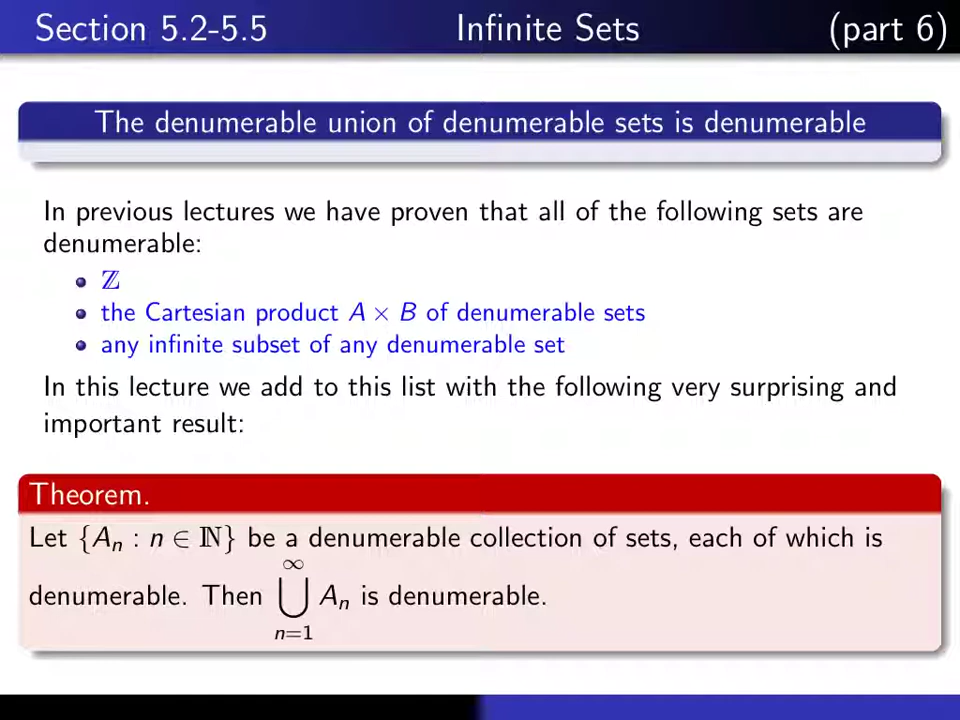 Section 5.2-5.5 Infinite Sets (part 6)
The denumerable union of denumerable sets is denumerable
In previous lectures we have proven that all of the following sets are
denumerable:
ℤ
the Cartesian product A × B of denumerable sets
any infinite subset of any denumerable set
In this lecture we add to this list with the following very surprising and
important result:
Theorem.
Let {Aₙ : n ∈ ℕ} be a denumerable collection of sets, each of which is
∞
denumerable. Then ⋃ Aₙ is denumerable.
n=1